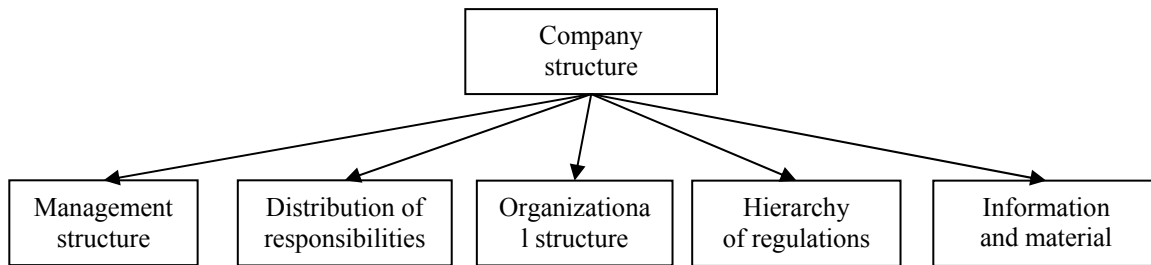 Company
structure
Management
structure
Distribution of
responsibilities
Organizationa
l structure
Hierarchy
of regulations
Information
and material